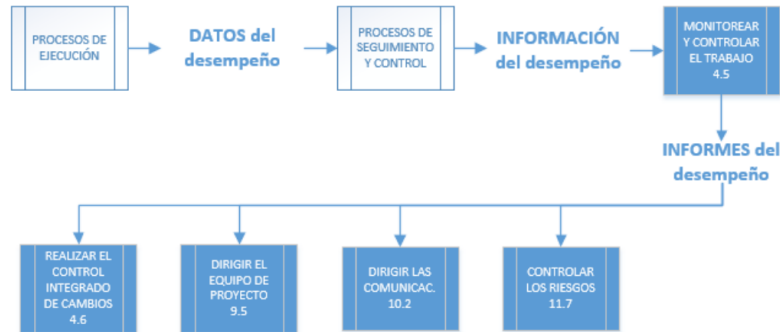 PROCESOS DE
EJECUCIÓN
DATOS del
desempeño
PROCESOS DE
SEGUIMIENTO
Y CONTROL
INFORMACIÓN
del desempeño
MONITOREAR
Y CONTROLAR
EL TRABAJO
4.5
INFORMES del
desempeño
REALIZAR EL
CONTROL
INTEGRADO
DE CAMBIOS
4.6
DIRIGIR EL
EQUIPO DE
PROYECTO
9.5
DIRIGIR LAS
COMUNICAC.
10.2
CONTROLAR
LOS RIESGOS
11.7